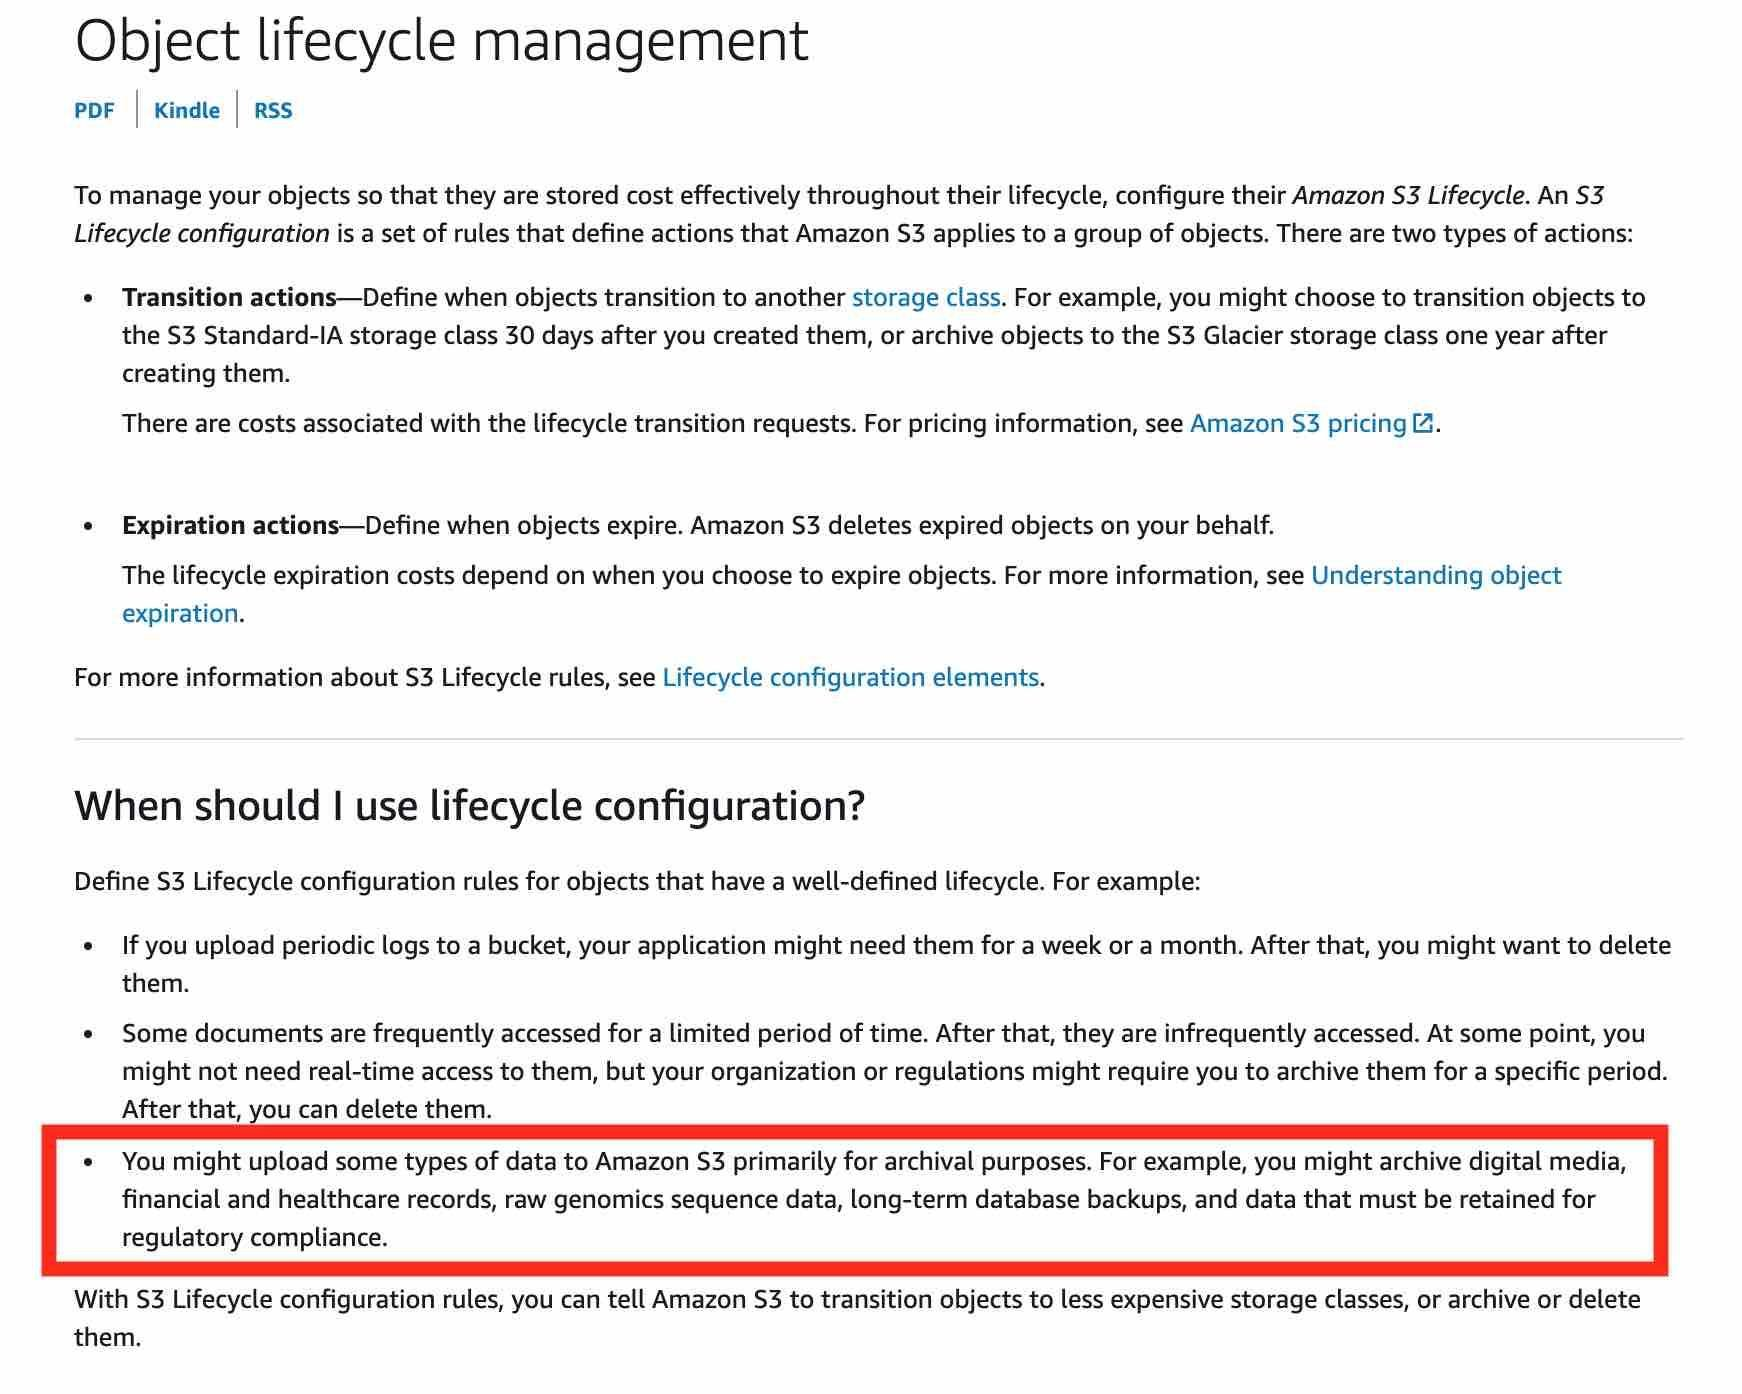 Object lifecycle management
PDF | Kindle | RSS
To manage your objects so that they are stored cost effectively throughout their lifecycle, configure their Amazon S3 Lifecycle. An S3
Lifecycle configuration is a set of rules that define actions that Amazon S3 applies to a group of objects. There are two types of actions:
• Transition actions—Define when objects transition to another storage class. For example, you might choose to transition objects to
the S3 Standard-IA storage class 30 days after you created them, or archive objects to the S3 Glacier storage class one year after
creating them.
There are costs associated with the lifecycle transition requests. For pricing information, see Amazon S3 pricing.
• Expiration actions—Define when objects expire. Amazon S3 deletes expired objects on your behalf.
The lifecycle expiration costs depend on when you choose to expire objects. For more information, see Understanding object
expiration.
For more information about S3 Lifecycle rules, see Lifecycle configuration elements.
When should I use lifecycle configuration?
Define S3 Lifecycle configuration rules for objects that have a well-defined lifecycle. For example:
• If you upload periodic logs to a bucket, your application might need them for a week or a month. After that, you might want to delete
them.
• Some documents are frequently accessed for a limited period of time. After that, they are infrequently accessed. At some point, you
might not need real-time access to them, but your organization or regulations might require you to archive them for a specific period.
After that, you can delete them.
• You might upload some types of data to Amazon S3 primarily for archival purposes. For example, you might archive digital media,
financial and healthcare records, raw genomics sequence data, long-term database backups, and data that must be retained for
regulatory compliance.
With S3 Lifecycle configuration rules, you can tell Amazon S3 to transition objects to less expensive storage classes, or archive or delete
them.